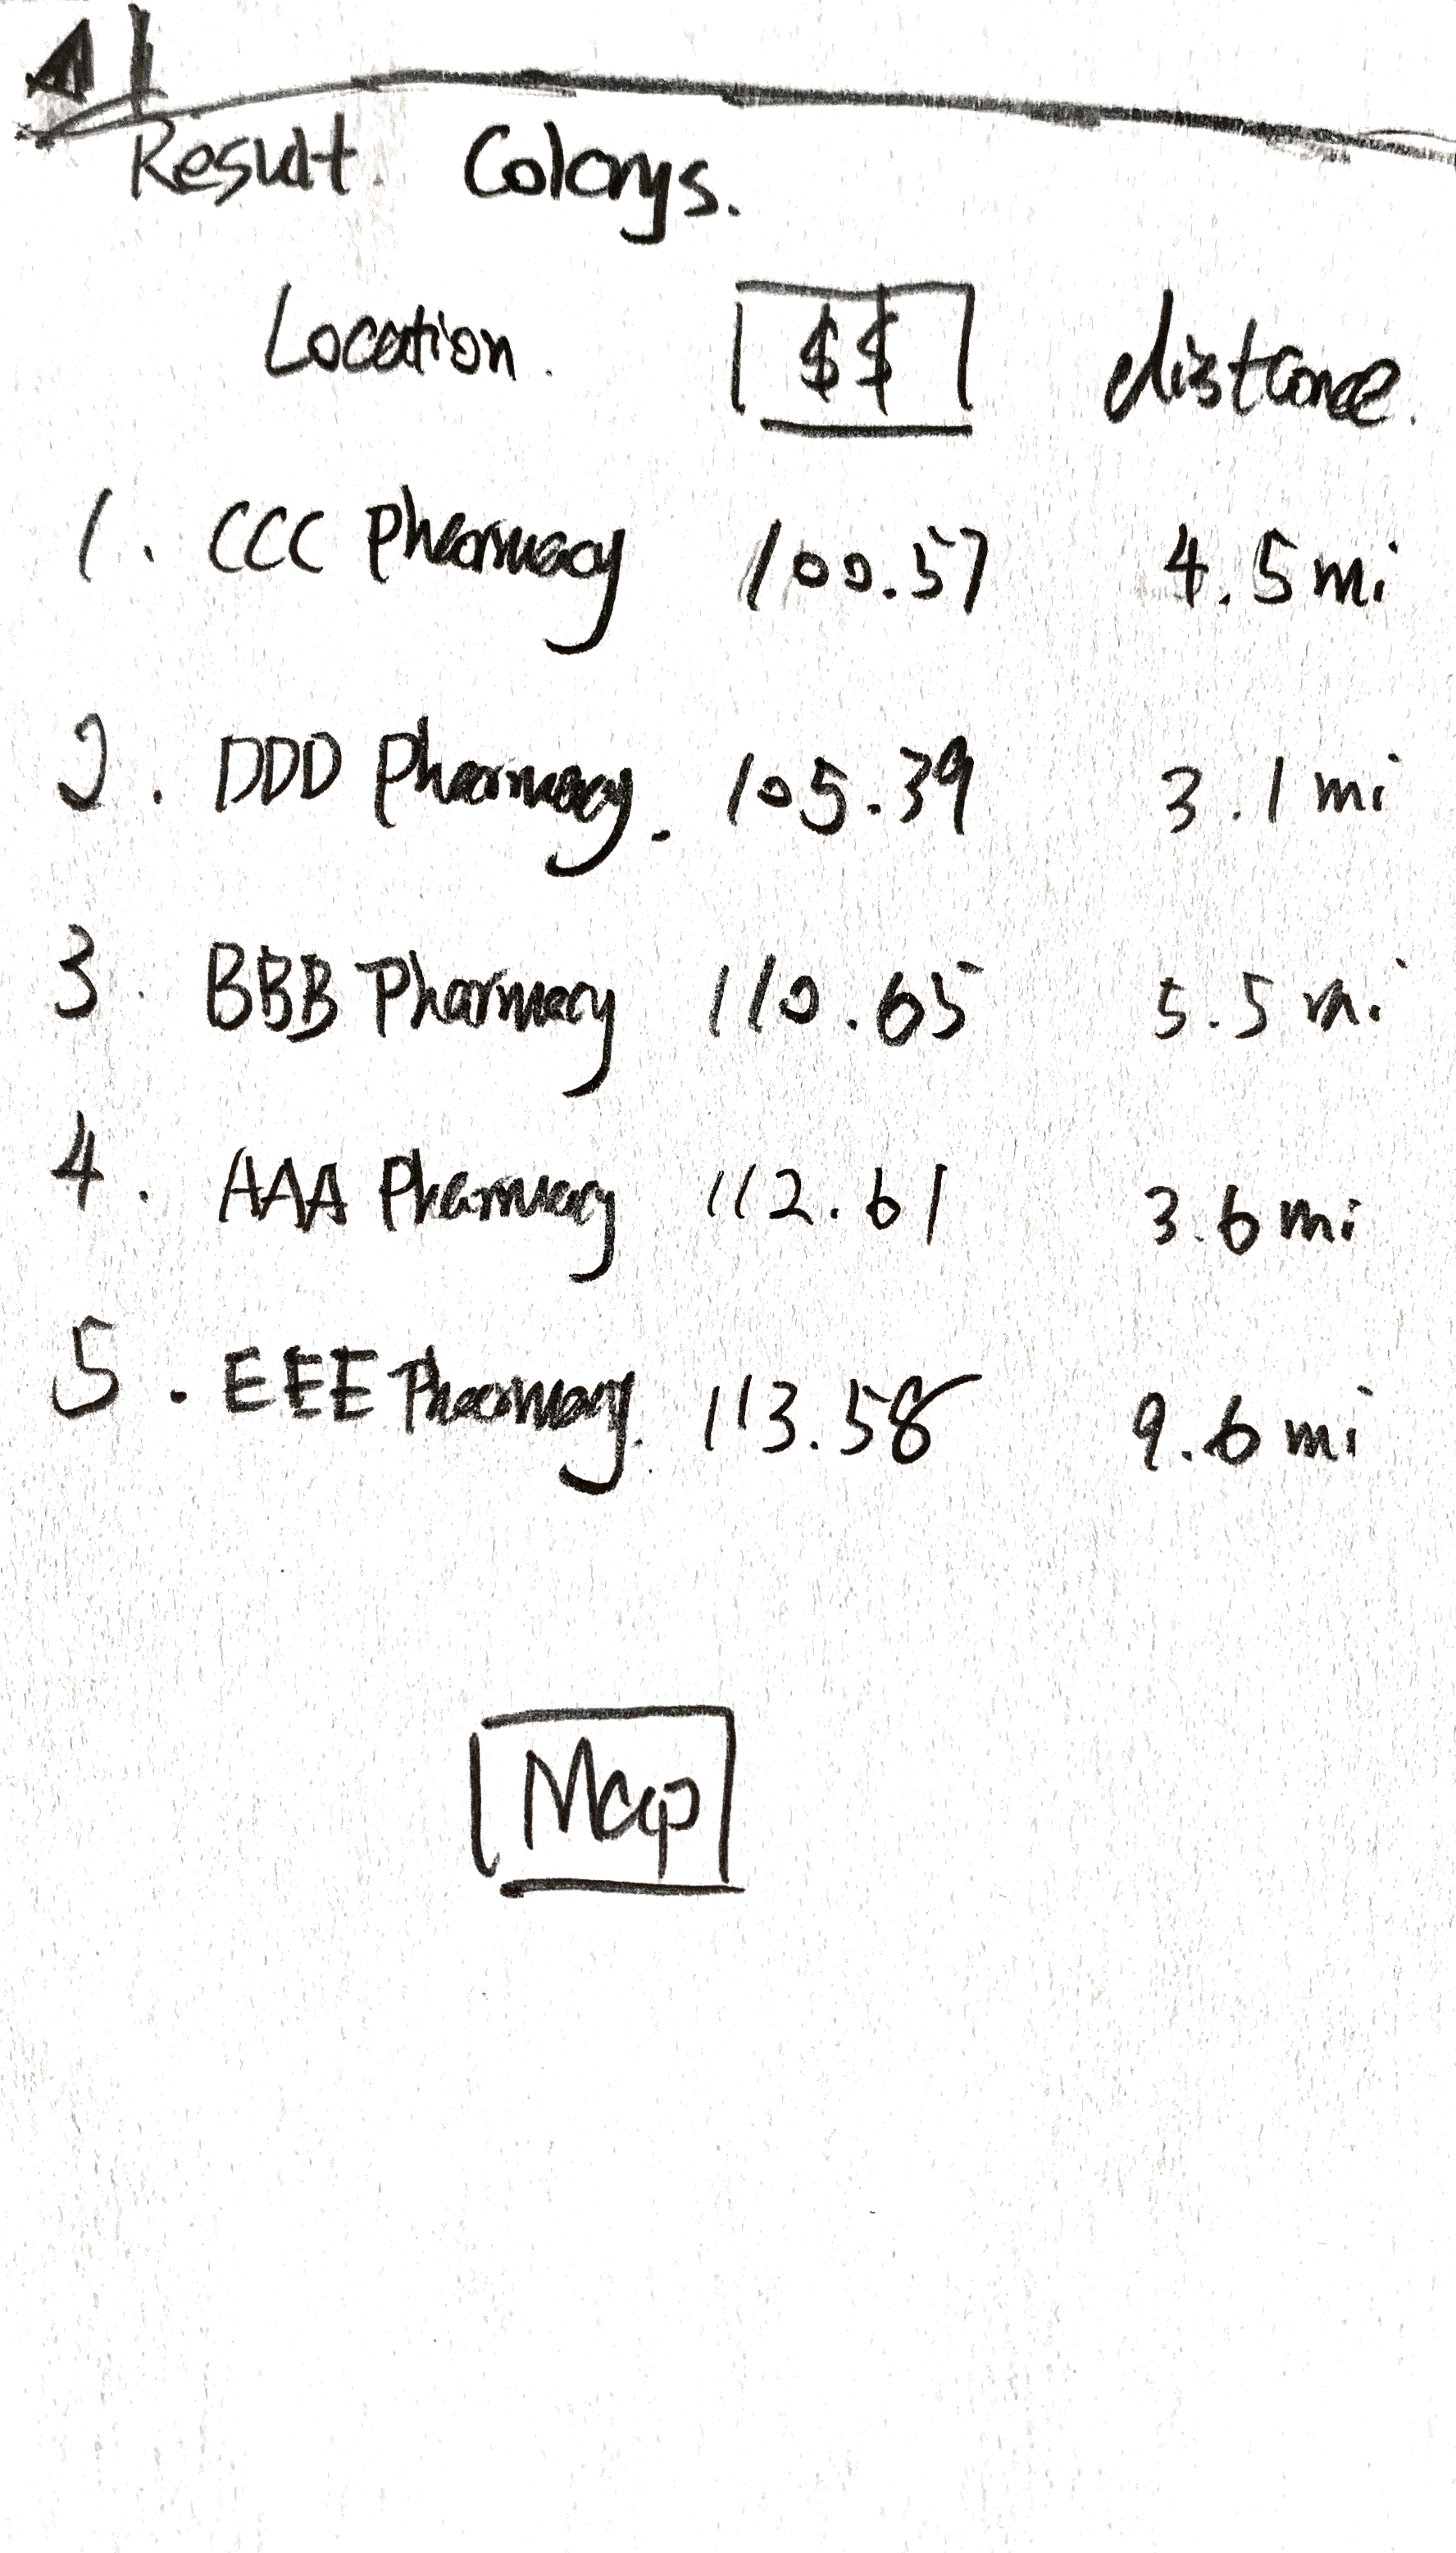 A1
Result. Colonys.
Location. $$ distance.
1. CCC Pharmacy 100.57 4.5 mi
2. DDD Pharmacy. 105.39 3.1 mi
3. BBB Pharmacy 110.65 5.5 mi
4. AAA Pharmacy 112.61 3.6 mi
5. EEE Pharmacy. 113.58 9.6 mi
Map